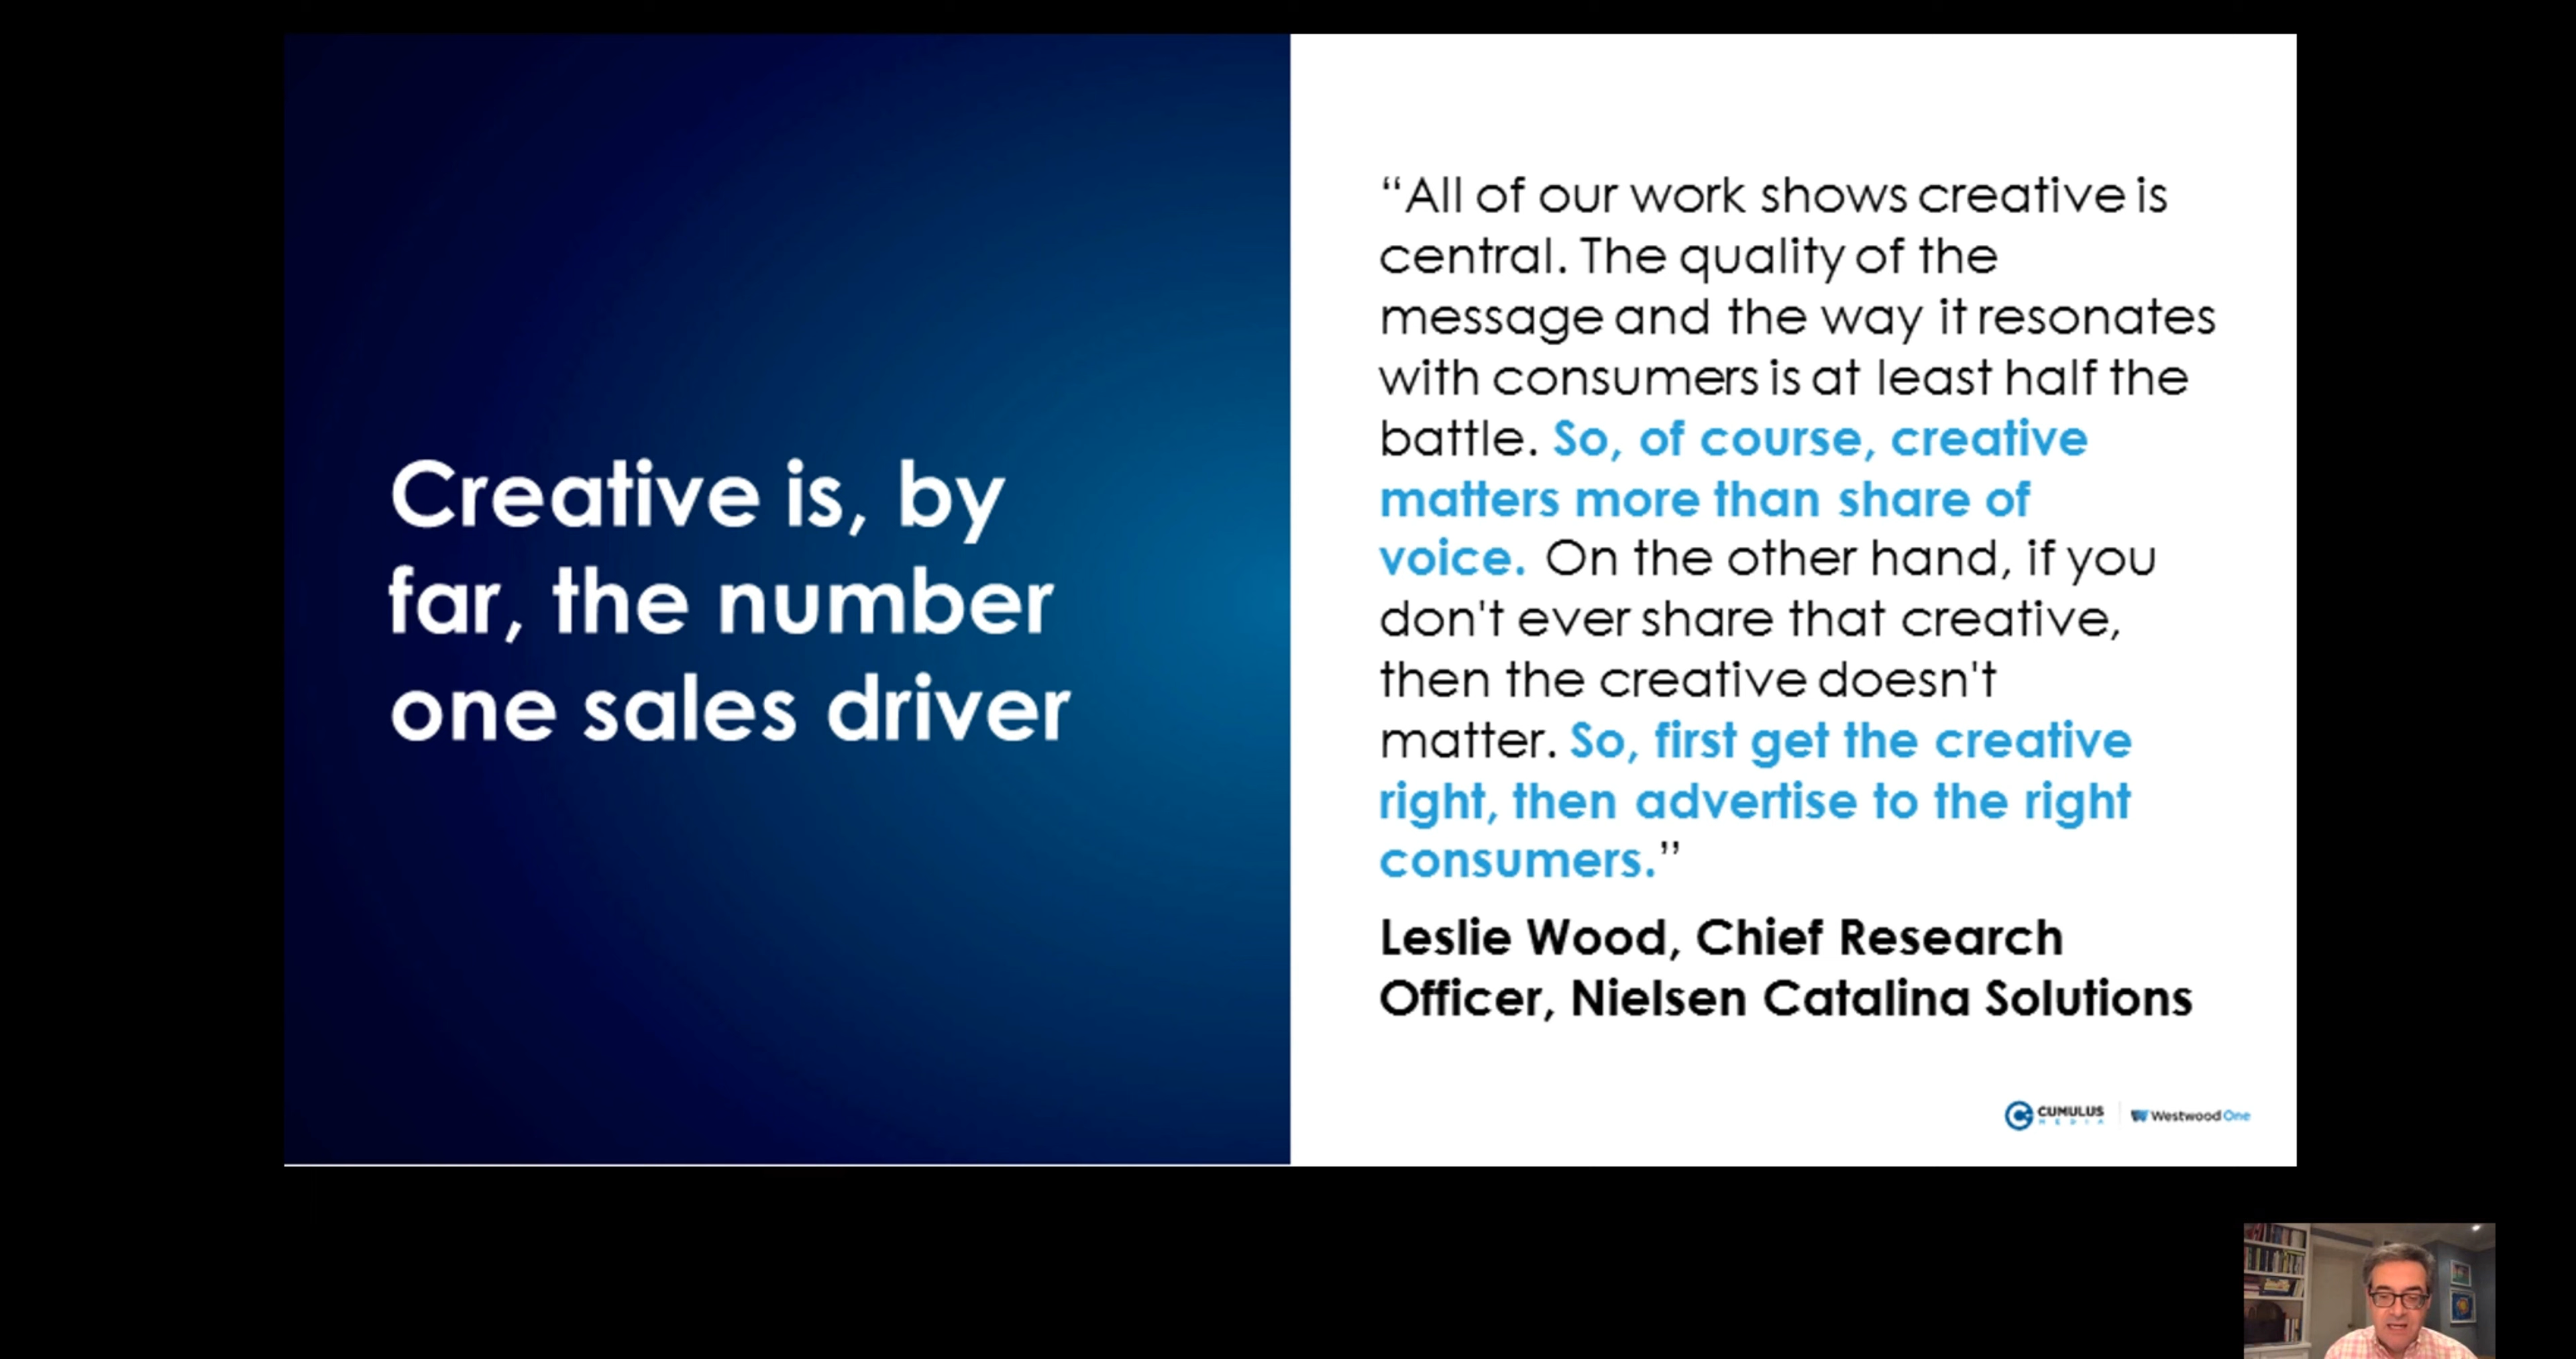 Creative is, by
far, the number
one sales driver
“All of our work shows creative is
central. The quality of the
message and the way it resonates
with consumers is at least half the
battle. So, of course, creative
matters more than share of
voice. On the other hand, if you
don't ever share that creative,
then the creative doesn't
matter. So, first get the creative
right, then advertise to the right
consumers.”
Leslie Wood, Chief Research
Officer, Nielsen Catalina Solutions
CUMULUS
MEDIA
Westwood One